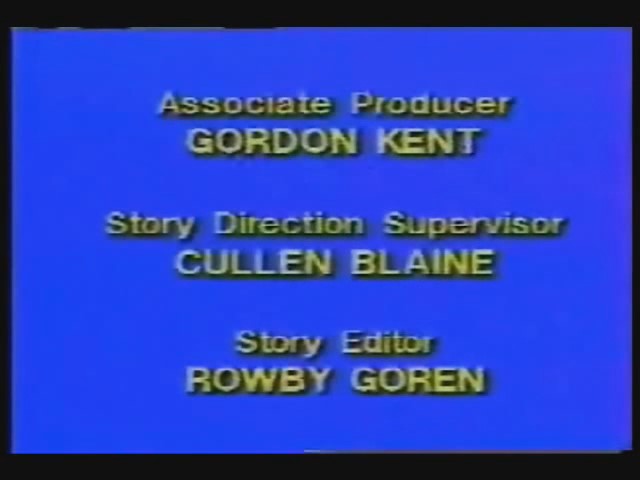 Associate Producer
GORDON KENT
Story Direction Supervisor
CULLEN BLAINE
Story Editor
ROWBY GOREN